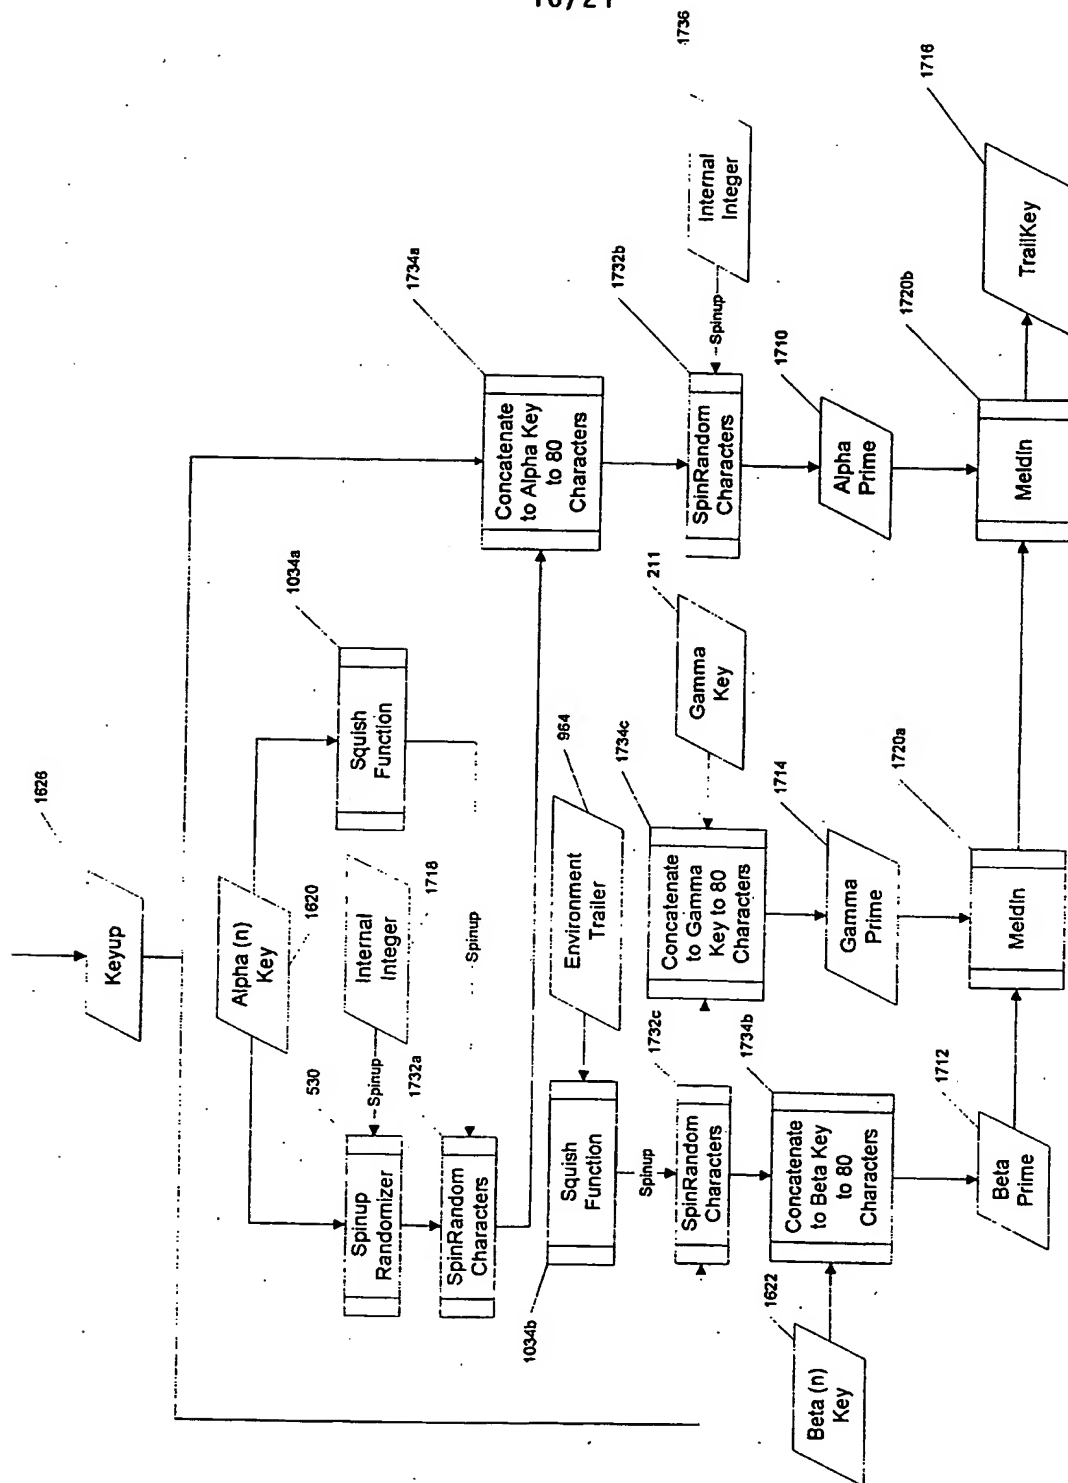 1626
Keyup
Alpha (n)
Key
1620
Squish
Function
1034a
530
Spinup
Randomizer
Spinup
Internal
Integer
1718
1732a
SpinRandom
Characters
Spinup
Concatenate
to Alpha Key
to 80
Characters
1734a
Internal
Integer
1736
Spinup
SpinRandom
Characters
1732b
Alpha
Prime
1710
Environment
Trailer
964
Squish
Function
1034b
Spinup
SpinRandom
Characters
1732c
Gamma
Key
211
Concatenate
to Gamma
Key to 80
Characters
1734c
Gamma
Prime
1714
Beta (n)
Key
1622
Concatenate
to Beta Key
to 80
Characters
1734b
Beta
Prime
1712
MeldIn
1720a
MeldIn
1720b
TrailKey
1716